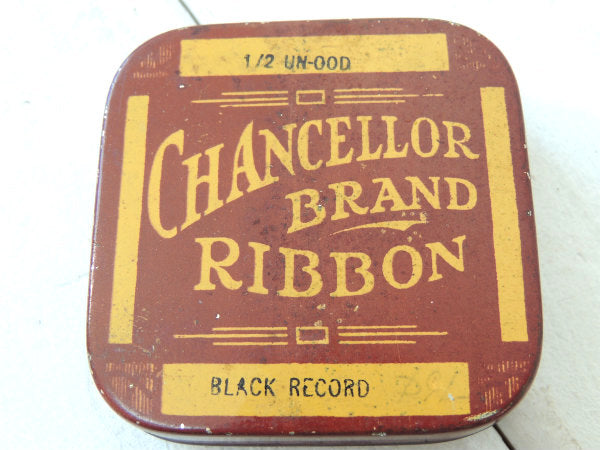 1/2 UN-OOD
CHANCELLOR
BRAND
RIBBON
BLACK RECORD